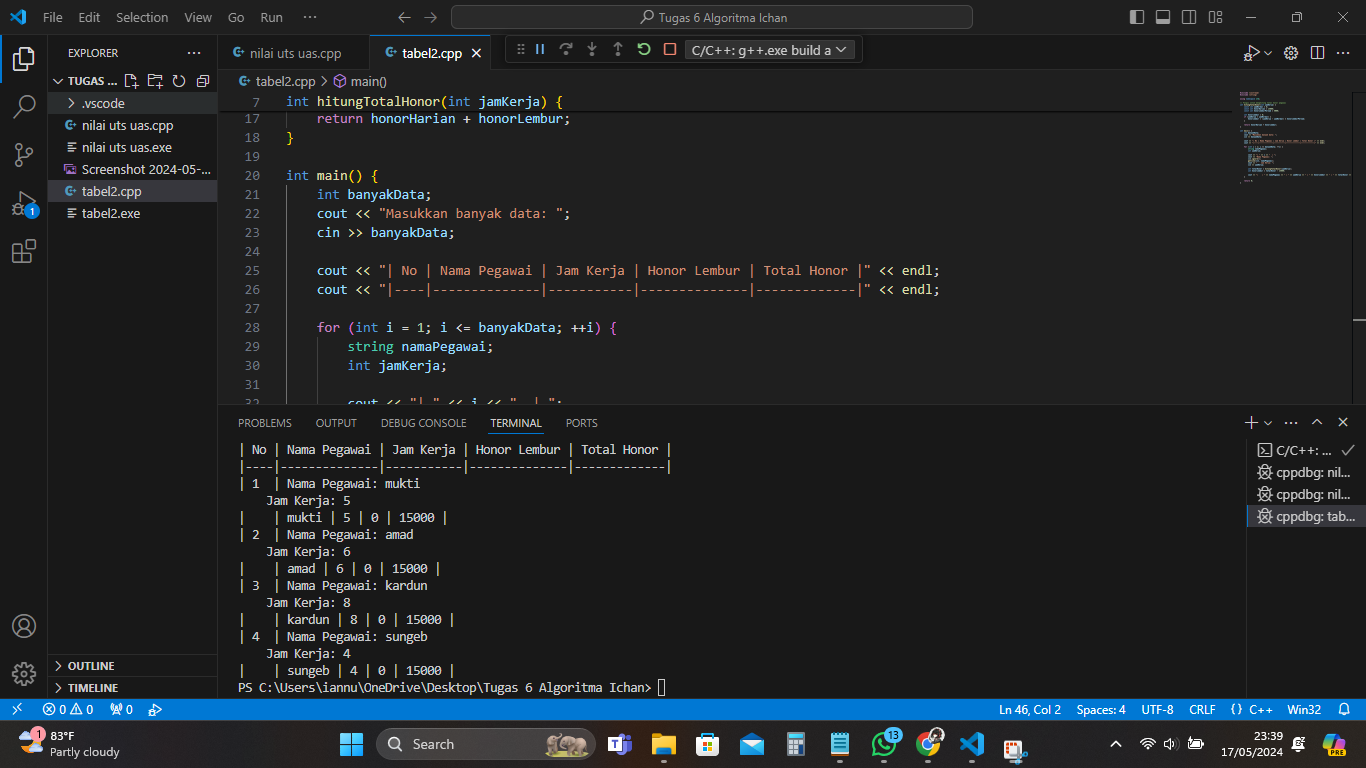 File Edit Selection View Go Run ··· Tugas 6 Algoritma Ichan
EXPLORER ···
TUGAS ...
.vscode
nilai uts uas.cpp
nilai uts uas.exe
Screenshot 2024-05-...
tabel2.cpp
tabel2.exe
OUTLINE
TIMELINE
1
nilai uts uas.cpp tabel2.cpp C/C++: g++.exe build a
tabel2.cpp > main()
7 int hitungTotalHonor(int jamKerja) {
17 return honorHarian + honorLembur;
18 }
19
20 int main() {
21 int banyakData;
22 cout << "Masukkan banyak data: ";
23 cin >> banyakData;
24
25 cout << "| No | Nama Pegawai | Jam Kerja | Honor Lembur | Total Honor |" << endl;
26 cout << "|----|--------------|-----------|--------------|-------------|" << endl;
27
28 for (int i = 1; i <= banyakData; ++i) {
29 string namaPegawai;
30 int jamKerja;
31
32 cout << "| " << i << "  | ";
PROBLEMS OUTPUT DEBUG CONSOLE TERMINAL PORTS
| No | Nama Pegawai | Jam Kerja | Honor Lembur | Total Honor |
|----|--------------|-----------|--------------|-------------|
| 1  | Nama Pegawai: mukti
Jam Kerja: 5
|    | mukti | 5 | 0 | 15000 |
| 2  | Nama Pegawai: amad
Jam Kerja: 6
|    | amad | 6 | 0 | 15000 |
| 3  | Nama Pegawai: kardun
Jam Kerja: 8
|    | kardun | 8 | 0 | 15000 |
| 4  | Nama Pegawai: sungeb
Jam Kerja: 4
|    | sungeb | 4 | 0 | 15000 |
PS C:\Users\iannu\OneDrive\Desktop\Tugas 6 Algoritma Ichan>
C/C++: ...
cppdbg: nil...
cppdbg: nil...
cppdbg: tab...
0 0 0 Ln 46, Col 2 Spaces: 4 UTF-8 CRLF {} C++ Win32
1 83°F
Partly cloudy
Search
13
PRE
23:39
17/05/2024